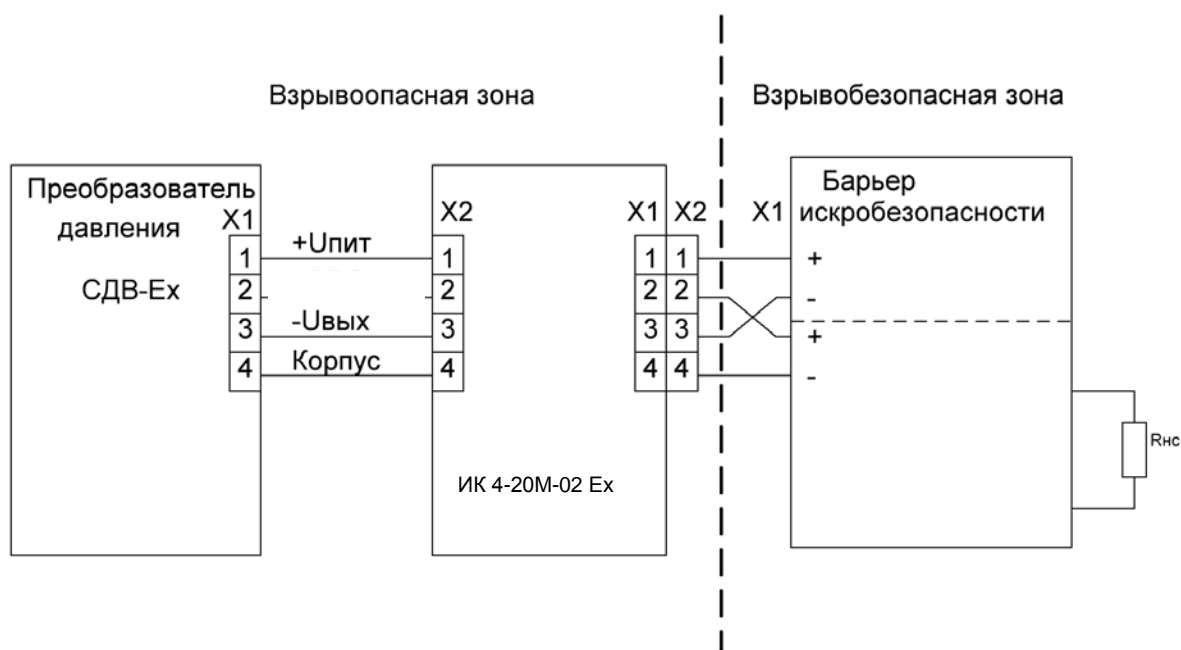 Взрывоопасная зона
Взрывобезопасная зона
Преобразователь
давления
СДВ-Ex
X1
1
2
3
4
+Uпит
-Uвых
Корпус
X2
1
2
3
4
ИК 4-20М-02 Ex
X1 X2
1 1
2 2
3 3
4 4
X1
Барьер
искробезопасности
+
-
+
-
Rнс